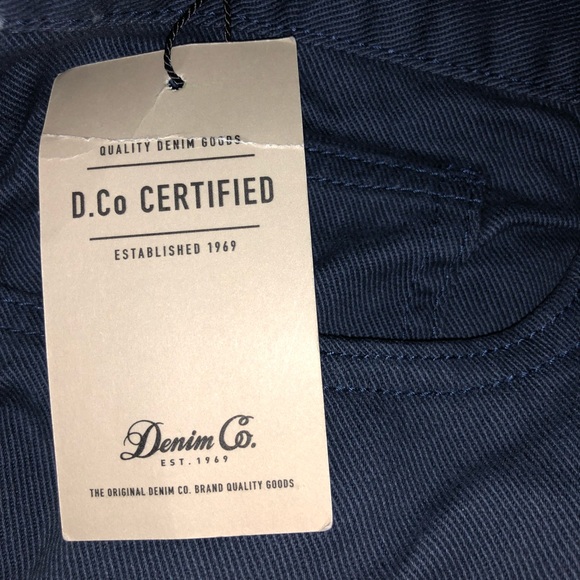 QUALITY DENIM GOODS
D.Co CERTIFIED
ESTABLISHED 1969
Denim Co.
EST. 1969
THE ORIGINAL DENIM CO. BRAND QUALITY GOODS